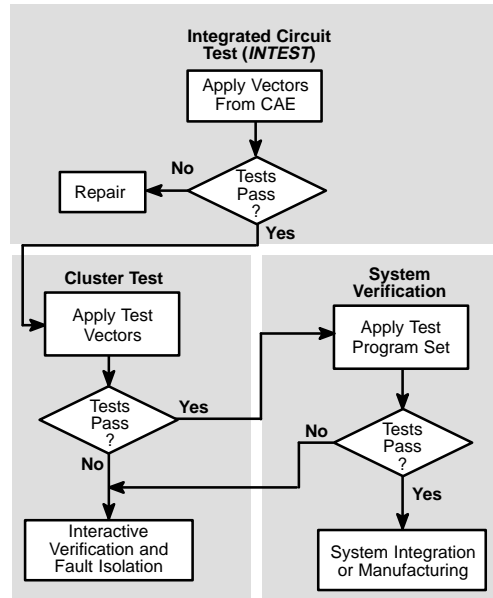 Integrated Circuit
Test (INTEST)
Apply Vectors
From CAE
No
Repair
Tests
Pass
?
Yes
Cluster Test
Apply Test
Vectors
Tests
Pass
?
Yes
No
Interactive
Verification and
Fault Isolation
System
Verification
Apply Test
Program Set
No
Tests
Pass
?
Yes
System Integration
or Manufacturing